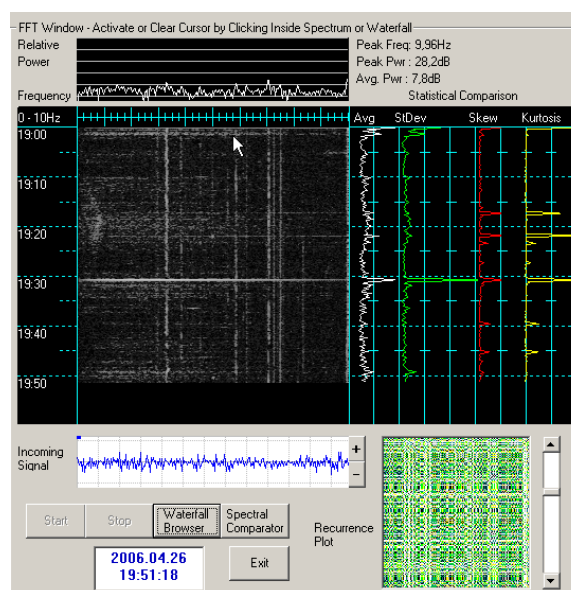 FFT Window - Activate or Clear Cursor by Clicking Inside Spectrum or Waterfall
Relative Power
Peak Freq: 9,96Hz
Peak Pwr : 28,2dB
Avg. Pwr : 7,8dB
Frequency
Statistical Comparison
0 - 10Hz
Avg StDev Skew Kurtosis
19:00
19:10
19:20
19:30
19:40
19:50
Incoming
Signal
+
-
Start Stop Waterfall Browser Spectral Comparator
Recurrence
Plot
2006.04.26
19:51:18
Exit